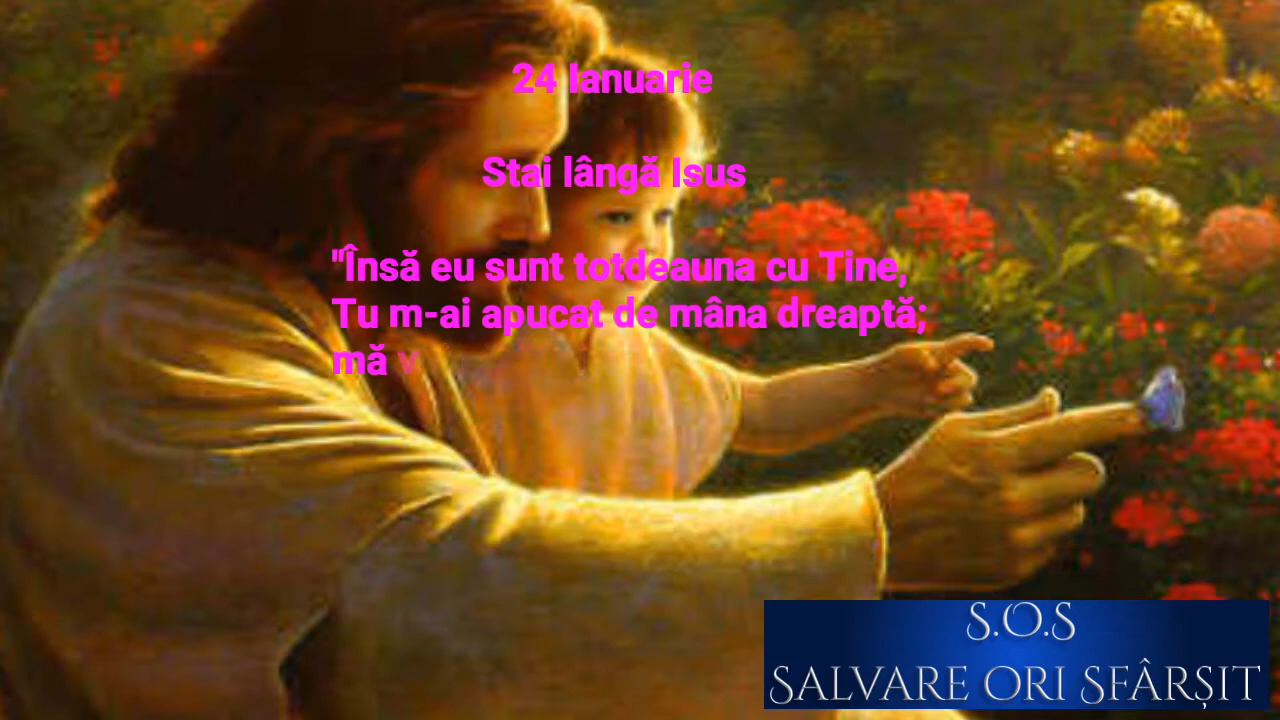 24 Ianuarie
Stai lângă Isus
"Însă eu sunt totdeauna cu Tine,
Tu m-ai apucat de mâna dreaptă;
mă v
S.O.S
SALVARE ORI SFÂRȘIT